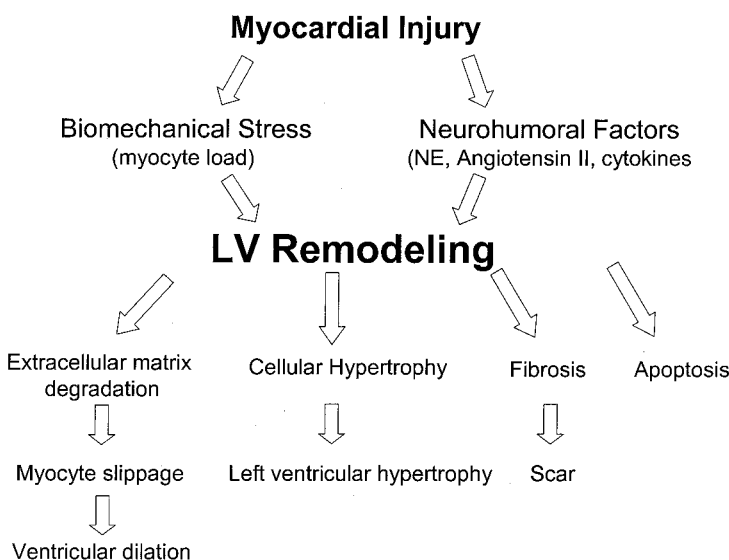 Myocardial Injury
Biomechanical Stress
(myocyte load)
Neurohumoral Factors
(NE, Angiotensin II, cytokines
LV Remodeling
Extracellular matrix
degradation
Cellular Hypertrophy
Fibrosis
Apoptosis
Myocyte slippage
Left ventricular hypertrophy
Scar
Ventricular dilation